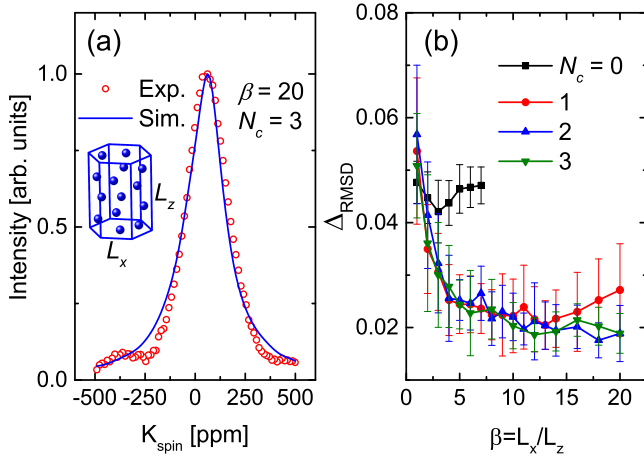 (a)
Exp.
Sim.
β = 20
N_c = 3
L_z
L_x
Intensity [arb. units]
1.0
0.5
0.0
-500 -250 0 250 500
K_spin [ppm]
(b)
N_c = 0
1
2
3
Δ_RMSD
0.08
0.06
0.04
0.02
0 5 10 15 20
β=L_x/L_z